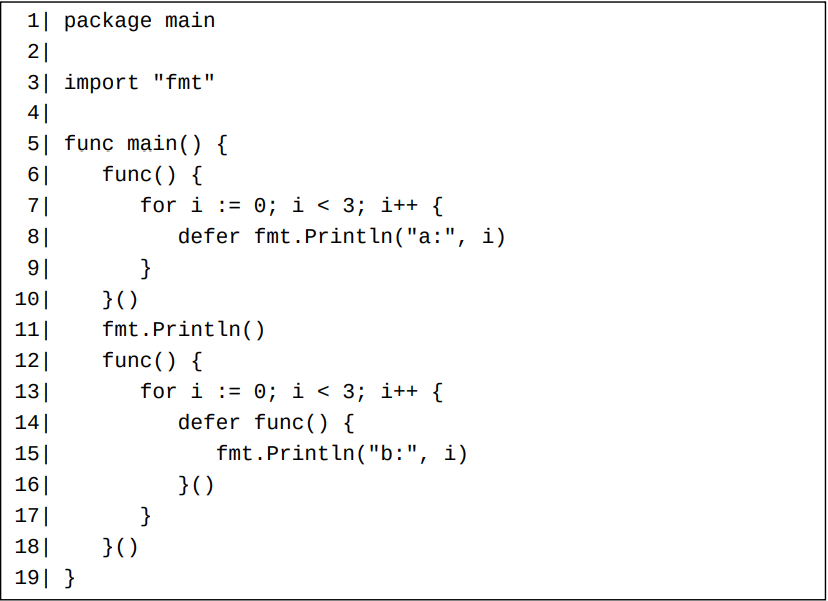 1| package main
2|
3| import "fmt"
4|
5| func main() {
6|    func() {
7|       for i := 0; i < 3; i++ {
8|          defer fmt.Println("a:", i)
9|       }
10|    }()
11|    fmt.Println()
12|    func() {
13|       for i := 0; i < 3; i++ {
14|          defer func() {
15|             fmt.Println("b:", i)
16|          }()
17|       }
18|    }()
19| }